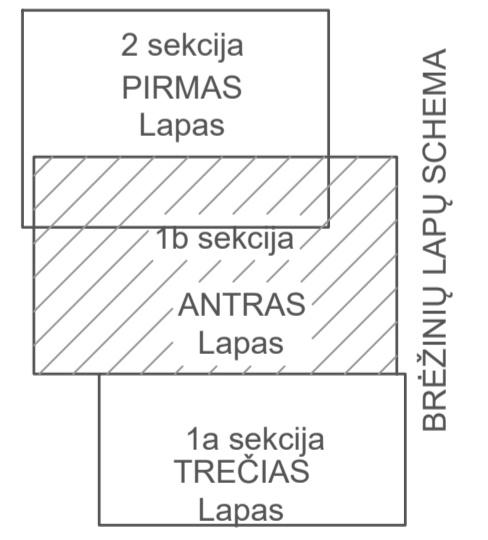 2 sekcija
PIRMAS
Lapas
1b sekcija
ANTRAS
Lapas
1a sekcija
TREČIAS
Lapas
BRĖŽINIŲ LAPŲ SCHEMA